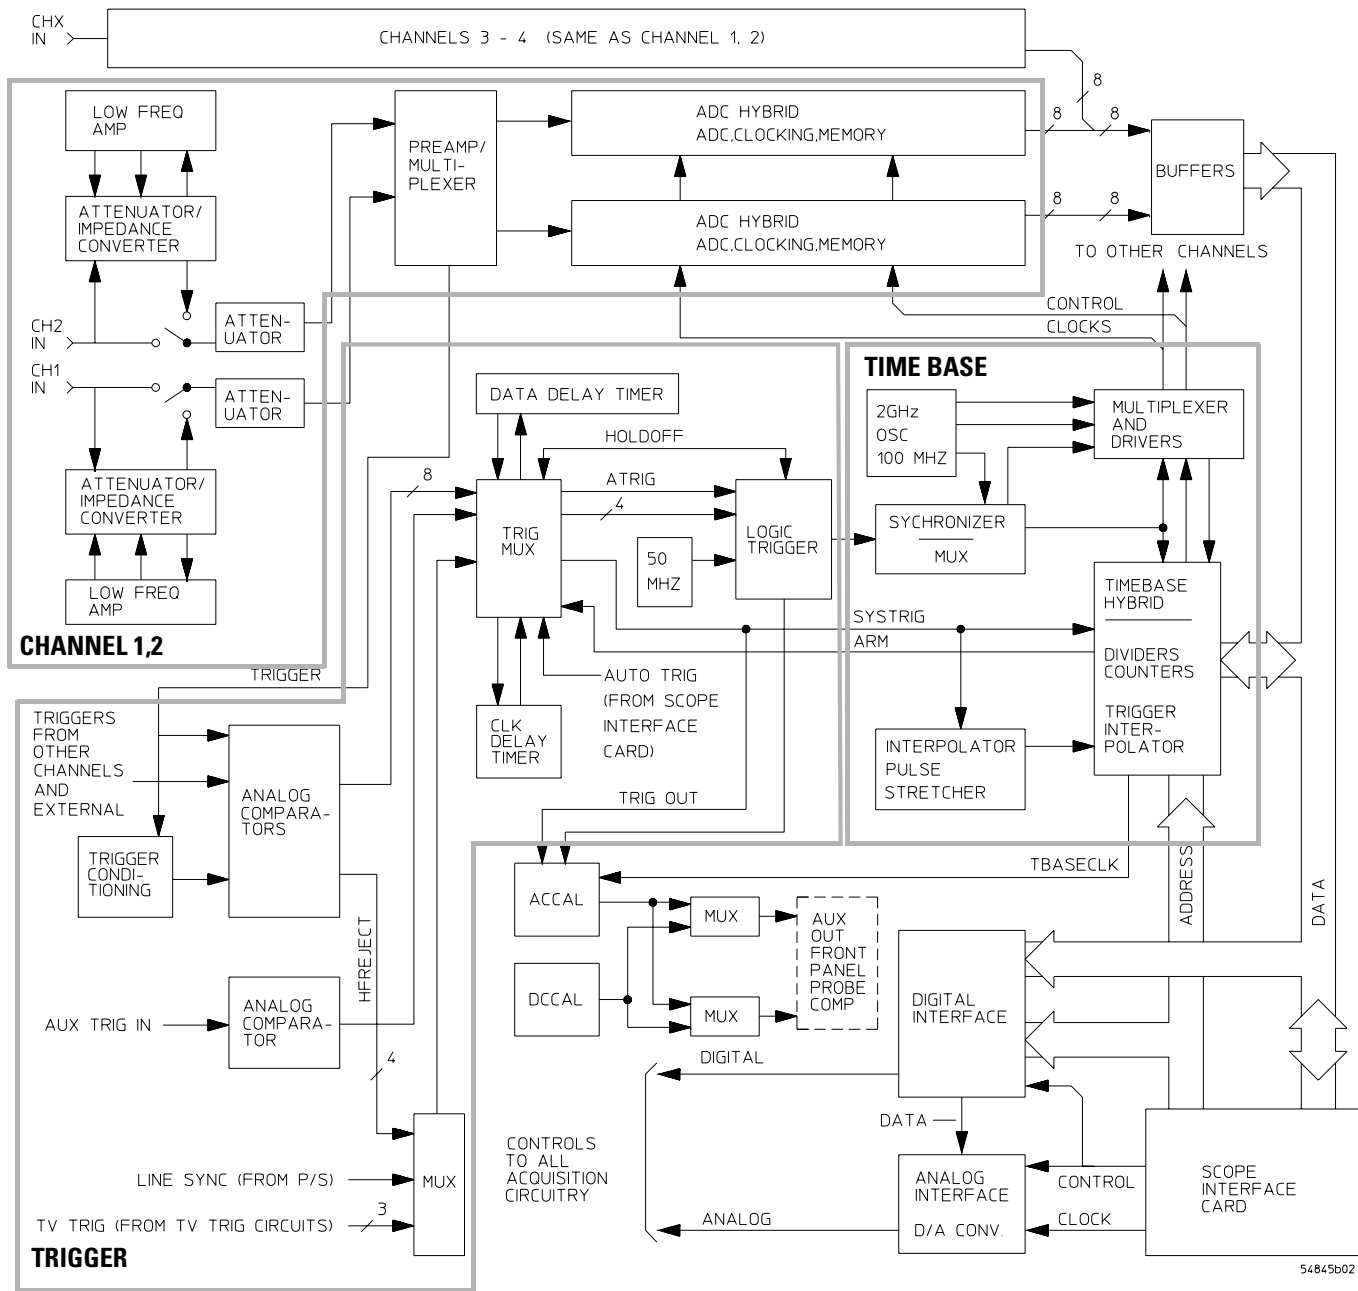 CHX
IN
CHANNELS 3 - 4 (SAME AS CHANNEL 1, 2)
8
LOW FREQ
AMP
PREAMP/
MULTI-
PLEXER
ADC HYBRID
ADC,CLOCKING,MEMORY
8
8
BUFFERS
ATTENUATOR/
IMPEDANCE
CONVERTER
ADC HYBRID
ADC,CLOCKING,MEMORY
8
8
TO OTHER CHANNELS
CONTROL
CLOCKS
CH2
IN
ATTEN-
UATOR
CH1
IN
ATTEN-
UATOR
ATTENUATOR/
IMPEDANCE
CONVERTER
LOW FREQ
AMP
CHANNEL 1,2
TIME BASE
DATA DELAY TIMER
HOLDOFF
2GHz
OSC
100 MHZ
MULTIPLEXER
AND
DRIVERS
8
ATRIG
4
TRIG
MUX
50
MHZ
LOGIC
TRIGGER
SYCHRONIZER
MUX
TIMEBASE
HYBRID
DIVIDERS
COUNTERS
TRIGGER
INTER-
POLATOR
SYSTRIG
ARM
TRIGGER
AUTO TRIG
(FROM SCOPE
INTERFACE
CARD)
CLK
DELAY
TIMER
INTERPOLATOR
PULSE
STRETCHER
TRIGGERS
FROM
OTHER
CHANNELS
AND
EXTERNAL
ANALOG
COMPARA-
TORS
TRIG OUT
TRIGGER
CONDI-
TIONING
TBASECLK
ADDRESS
DATA
ACCAL
MUX
AUX
OUT
FRONT
PANEL
PROBE
COMP
HFREJECT
DCCAL
MUX
DIGITAL
INTERFACE
AUX TRIG IN
ANALOG
COMPARA-
TOR
4
DIGITAL
DATA
CONTROLS
TO ALL
ACQUISITION
CIRCUITRY
MUX
LINE SYNC (FROM P/S)
TV TRIG (FROM TV TRIG CIRCUITS)
3
ANALOG
ANALOG
INTERFACE
D/A CONV.
CONTROL
CLOCK
SCOPE
INTERFACE
CARD
TRIGGER
54845b02